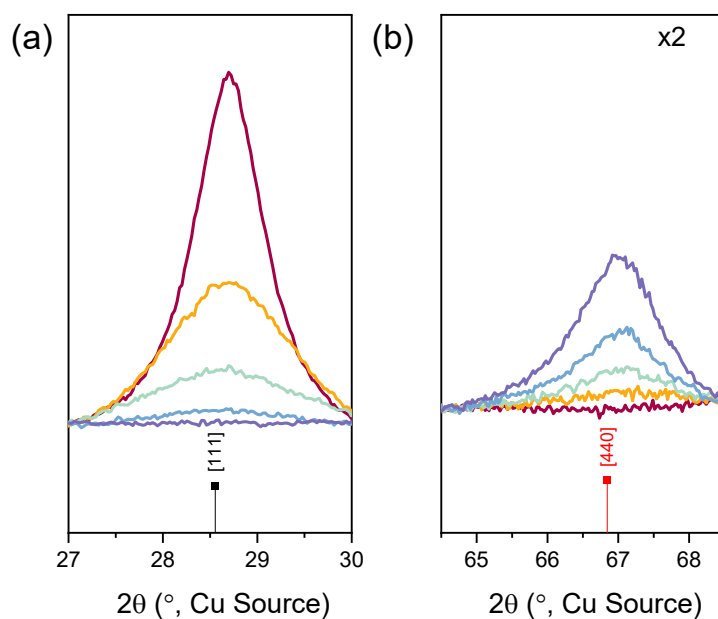 (a)
(b)
x2
[111]
[440]
27
28
29
30
65
66
67
68
2θ (°, Cu Source)
2θ (°, Cu Source)